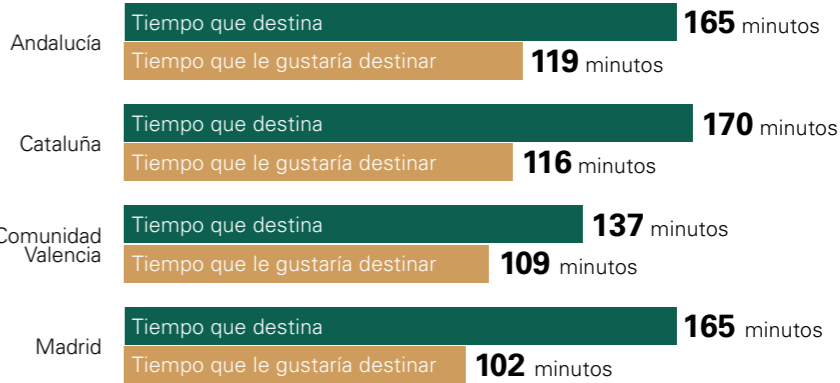 Andalucía
Tiempo que destina 165 minutos
Tiempo que le gustaría destinar 119 minutos
Cataluña
Tiempo que destina 170 minutos
Tiempo que le gustaría destinar 116 minutos
Comunidad
Valencia
Tiempo que destina 137 minutos
Tiempo que le gustaría destinar 109 minutos
Madrid
Tiempo que destina 165 minutos
Tiempo que le gustaría destinar 102 minutos